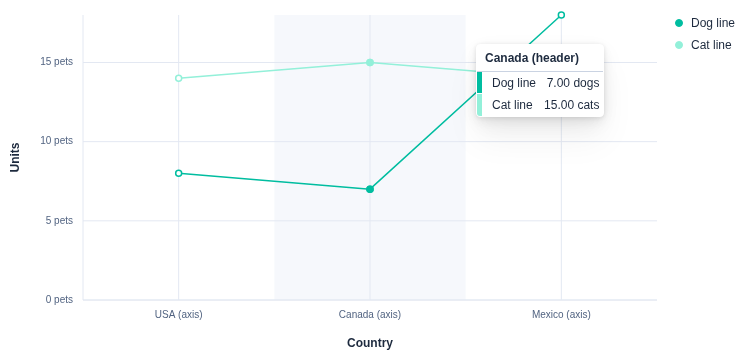 Dog line
Cat line
15 pets
10 pets
5 pets
0 pets
Units
Canada (header)
Dog line 7.00 dogs
Cat line 15.00 cats
USA (axis)
Canada (axis)
Mexico (axis)
Country